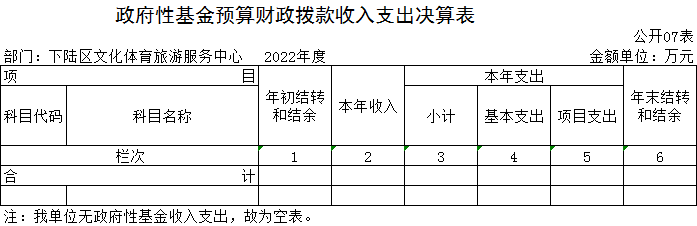 政府性基金预算财政拨款收入支出决算表
公开07表
部门：下陆区文化体育旅游服务中心 2022年度 金额单位：万元
项 目 年初结转和结余 本年收入 本年支出 年末结转和结余
科目代码 科目名称 小计 基本支出 项目支出
栏次 1 2 3 4 5 6
合 计
注：我单位无政府性基金收入支出，故为空表。